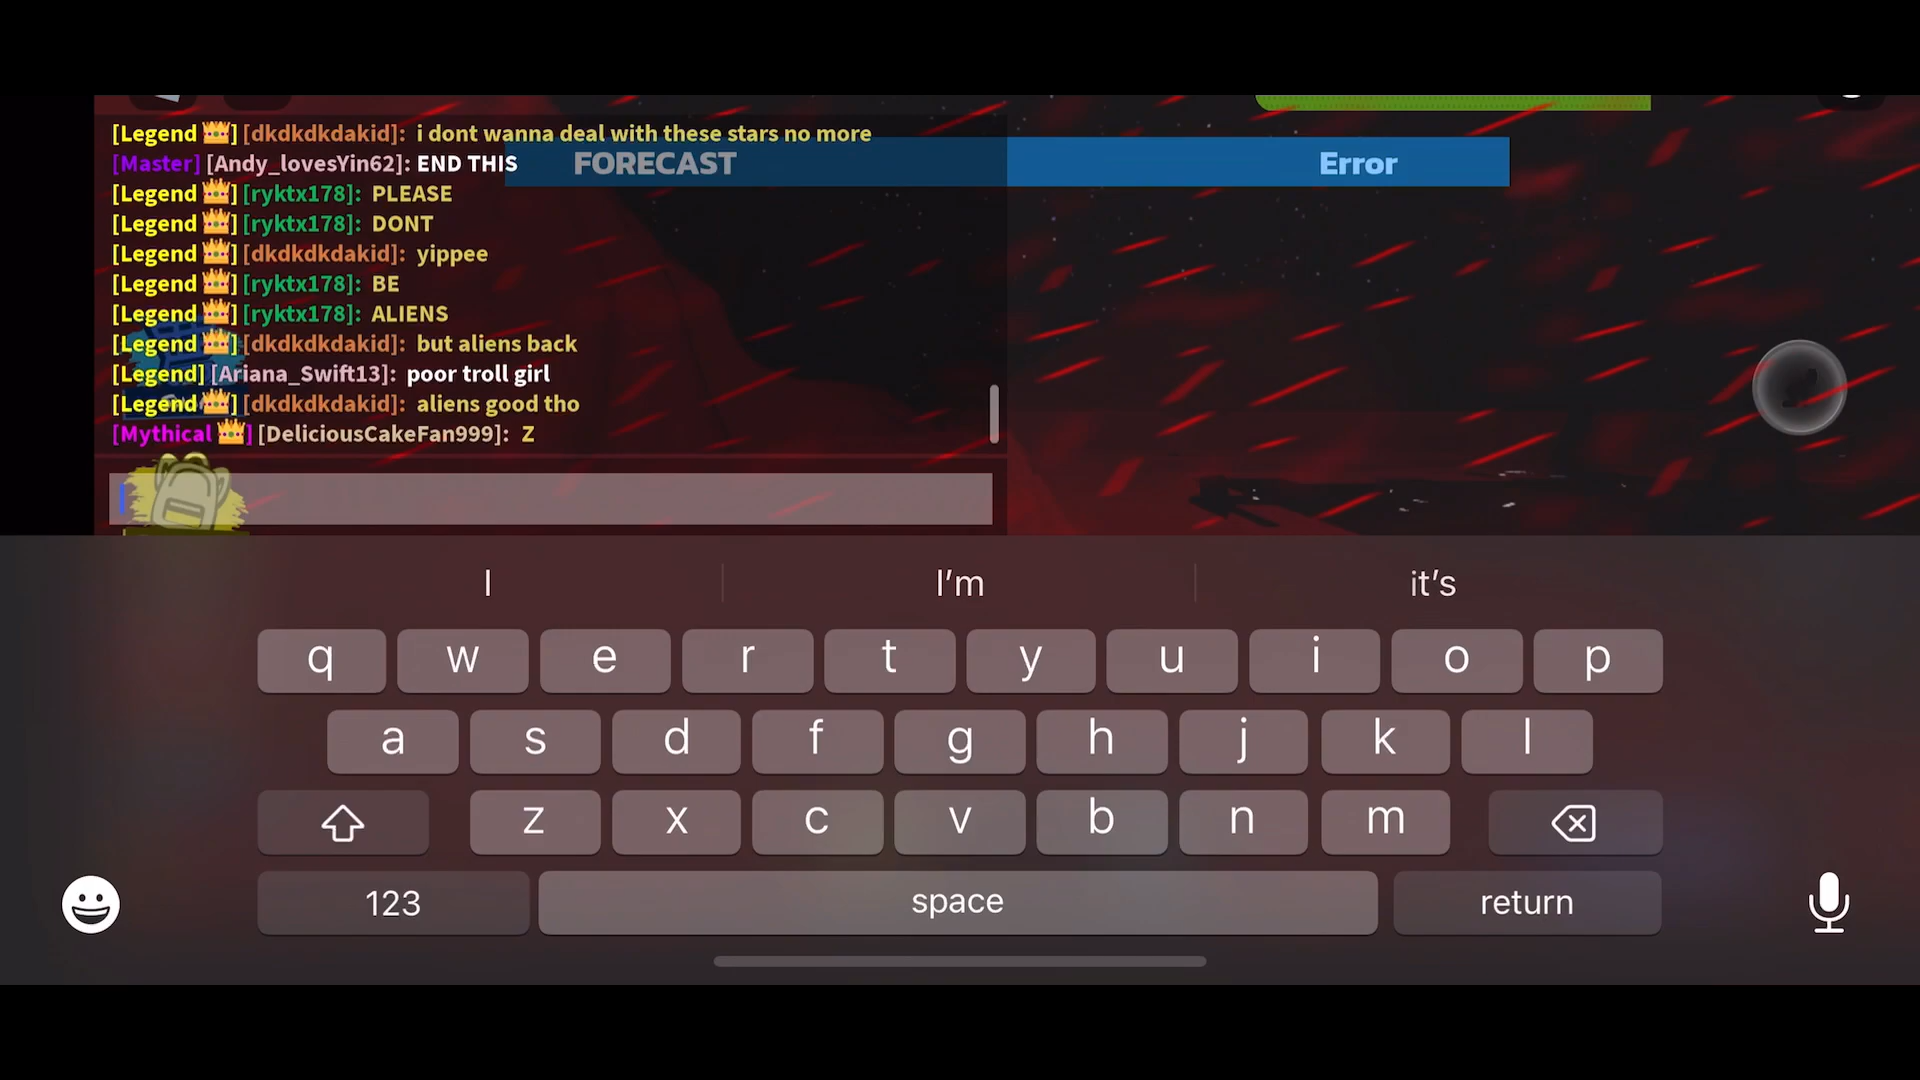 [Legend 👑] [dkdkdkdakid]: i dont wanna deal with these stars no more
[Master] [Andy_lovesYin62]: END THIS
FORECAST
Error
[Legend 👑] [ryktx178]: PLEASE
[Legend 👑] [ryktx178]: DONT
[Legend 👑] [dkdkdkdakid]: yippee
[Legend 👑] [ryktx178]: BE
[Legend 👑] [ryktx178]: ALIENS
[Legend 👑] [dkdkdkdakid]: but aliens back
[Legend] [Ariana_Swift13]: poor troll girl
[Legend 👑] [dkdkdkdakid]: aliens good tho
[Mythical 👑] [DeliciousCakeFan999]: Z
I I’m it’s
q w e r t y u i o p
a s d f g h j k l
z x c v b n m
123 space return